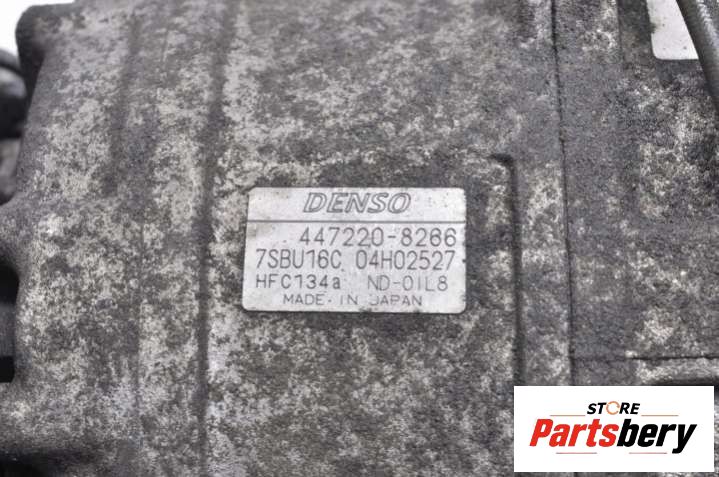 DENSO
447220-8266
7SBU16C 04H02527
HFC134a ND-OIL8
MADE IN JAPAN
STORE
Partsbery